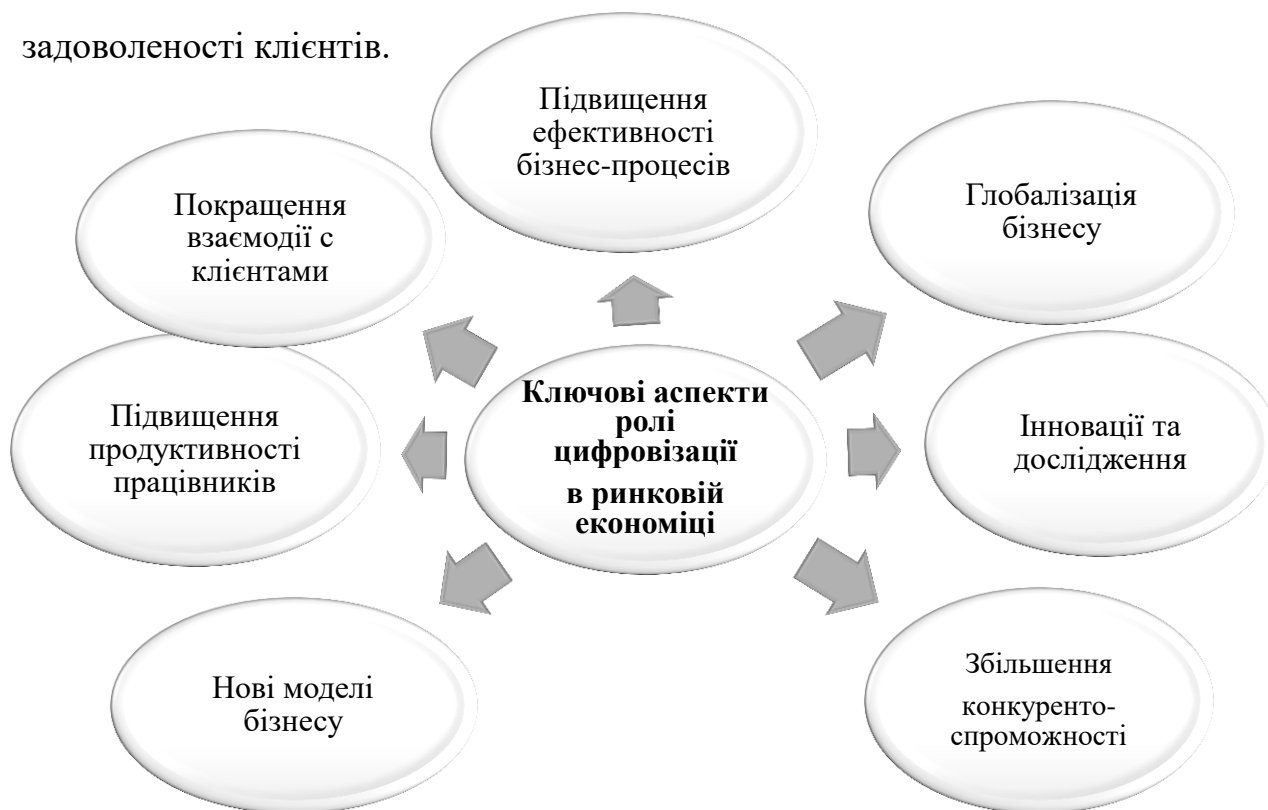 задоволеності клієнтів.
Підвищення
ефективності
бізнес-процесів
Покращення
взаємодії с
клієнтами
Глобалізація
бізнесу
Підвищення
продуктивності
працівників
Ключові аспекти
ролі
цифровізації
в ринковій
економіці
Інновації та
дослідження
Нові моделі
бізнесу
Збільшення
конкуренто-
спроможності